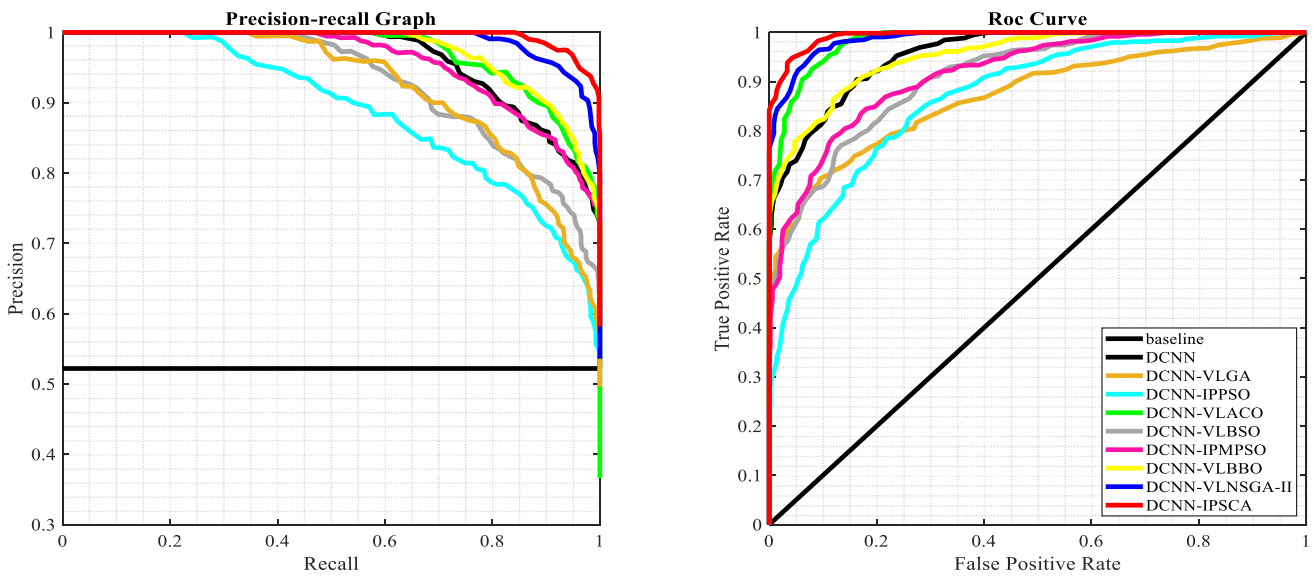 Precision-recall Graph
1
0.9
0.8
0.7
0.6
0.5
0.4
0.3
Precision
0 0.2 0.4 0.6 0.8 1
Recall
Roc Curve
1
0.9
0.8
0.7
0.6
0.5
0.4
0.3
0.2
0.1
0
True Positive Rate
0 0.2 0.4 0.6 0.8 1
False Positive Rate
baseline
DCNN
DCNN-VLGA
DCNN-IPPSO
DCNN-VLACO
DCNN-VLBSO
DCNN-IPMPSO
DCNN-VLBBO
DCNN-VLNSGA-II
DCNN-IPSCA